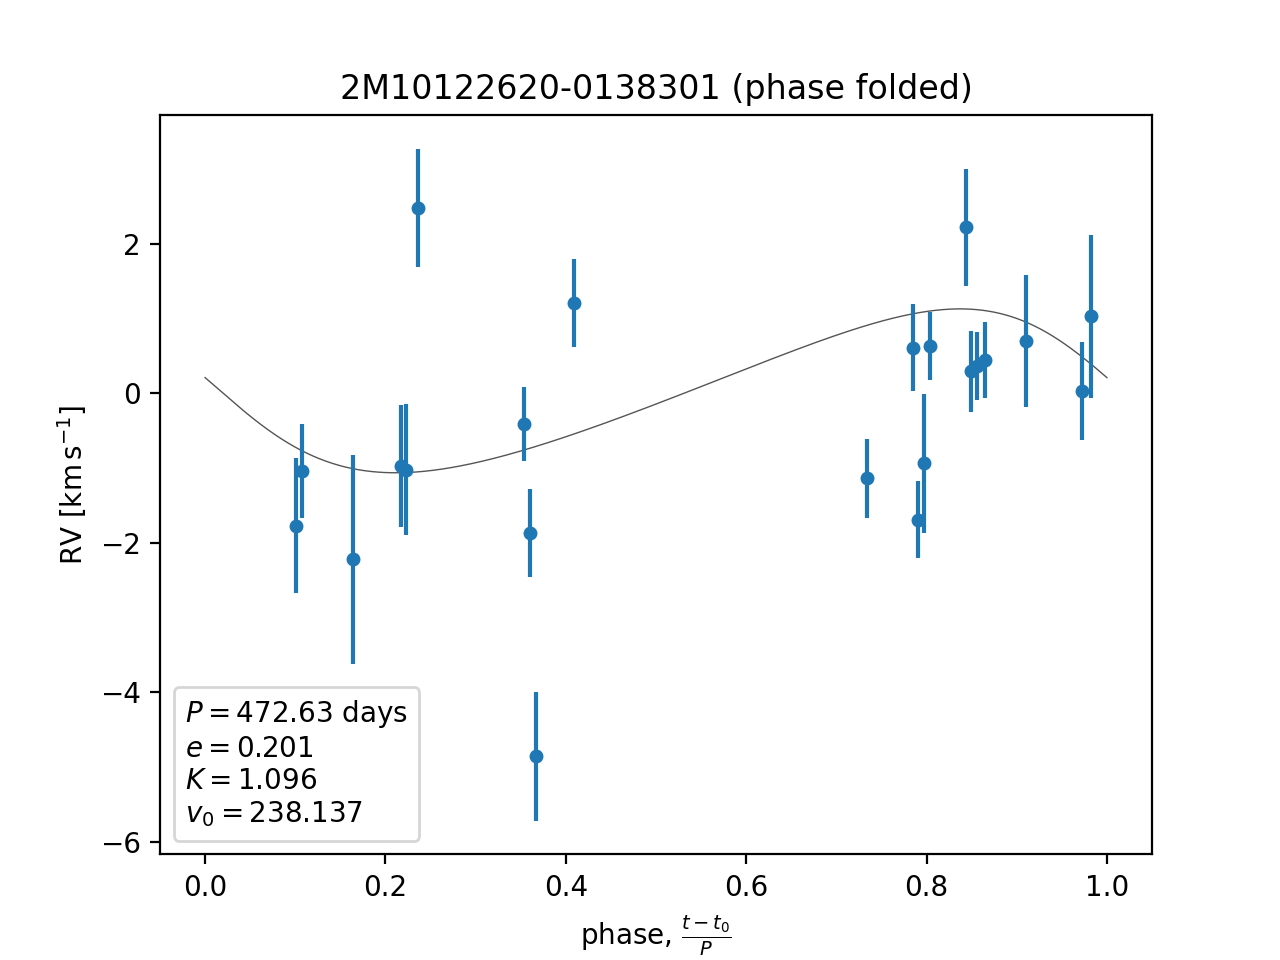 2M10122620-0138301 (phase folded)
RV [km s⁻¹]
2
0
−2
−4
−6
P = 472.63 days
e = 0.201
K = 1.096
v₀ = 238.137
0.0 0.2 0.4 0.6 0.8 1.0
phase, (t − t₀)/P